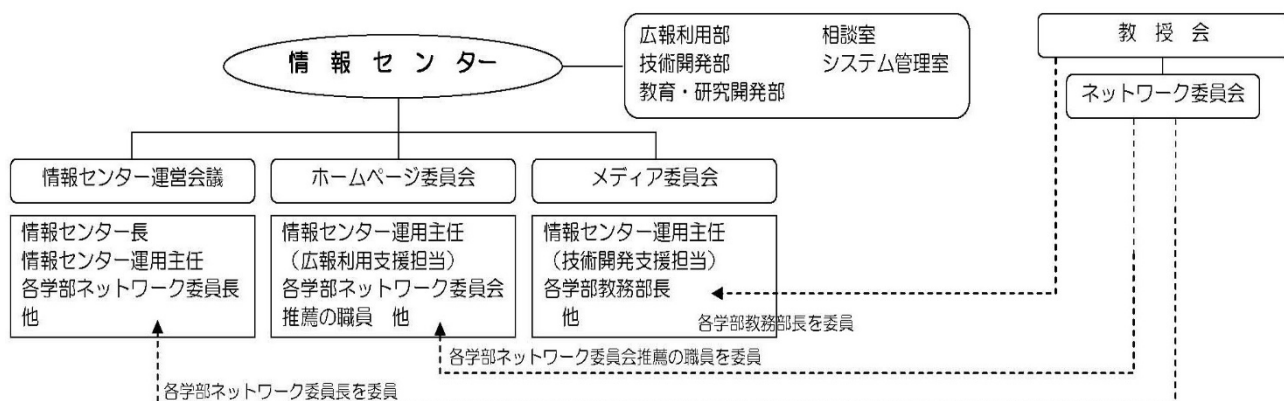 情報センター
広報利用部 相談室
技術開発部 システム管理室
教育・研究開発部
教授会
ネットワーク委員会
情報センター運営会議
情報センター長
情報センター運用主任
各学部ネットワーク委員長
他
ホームページ委員会
情報センター運用主任
（広報利用支援担当）
各学部ネットワーク委員会
推薦の職員 他
メディア委員会
情報センター運用主任
（技術開発支援担当）
各学部教務部長
他
各学部教務部長を委員
各学部ネットワーク委員会推薦の職員を委員
各学部ネットワーク委員長を委員